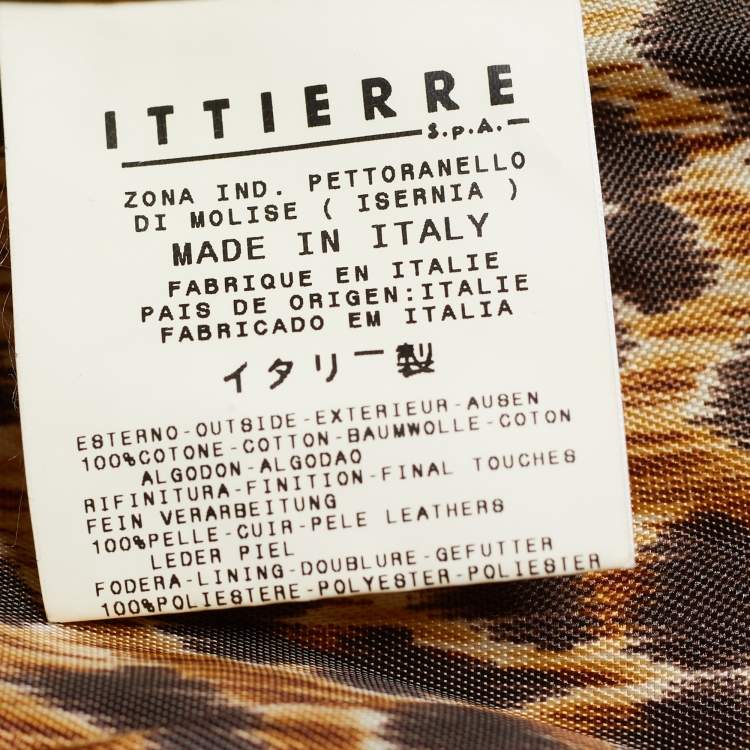 ITTIERRE
S.p.A.
ZONA IND. PETTORANELLO
DI MOLISE ( ISERNIA )
MADE IN ITALY
FABRIQUE EN ITALIE
PAIS DE ORIGEN:ITALIE
FABRICADO EM ITALIA
イタリー製
ESTERNO-OUTSIDE-EXTERIEUR-AUSEN
100%COTONE-COTTON-BAUMWOLLE-COTON
ALGODON-ALGODAO
RIFINITURA-FINITION-FINAL TOUCHES
FEIN VERARBEITUNG
100%PELLE-CUIR-PELE LEATHERS
LEDER PIEL
FODERA-LINING-DOUBLURE-GEFUTTER
100%POLIESTERE-POLYESTER-POLIESTER